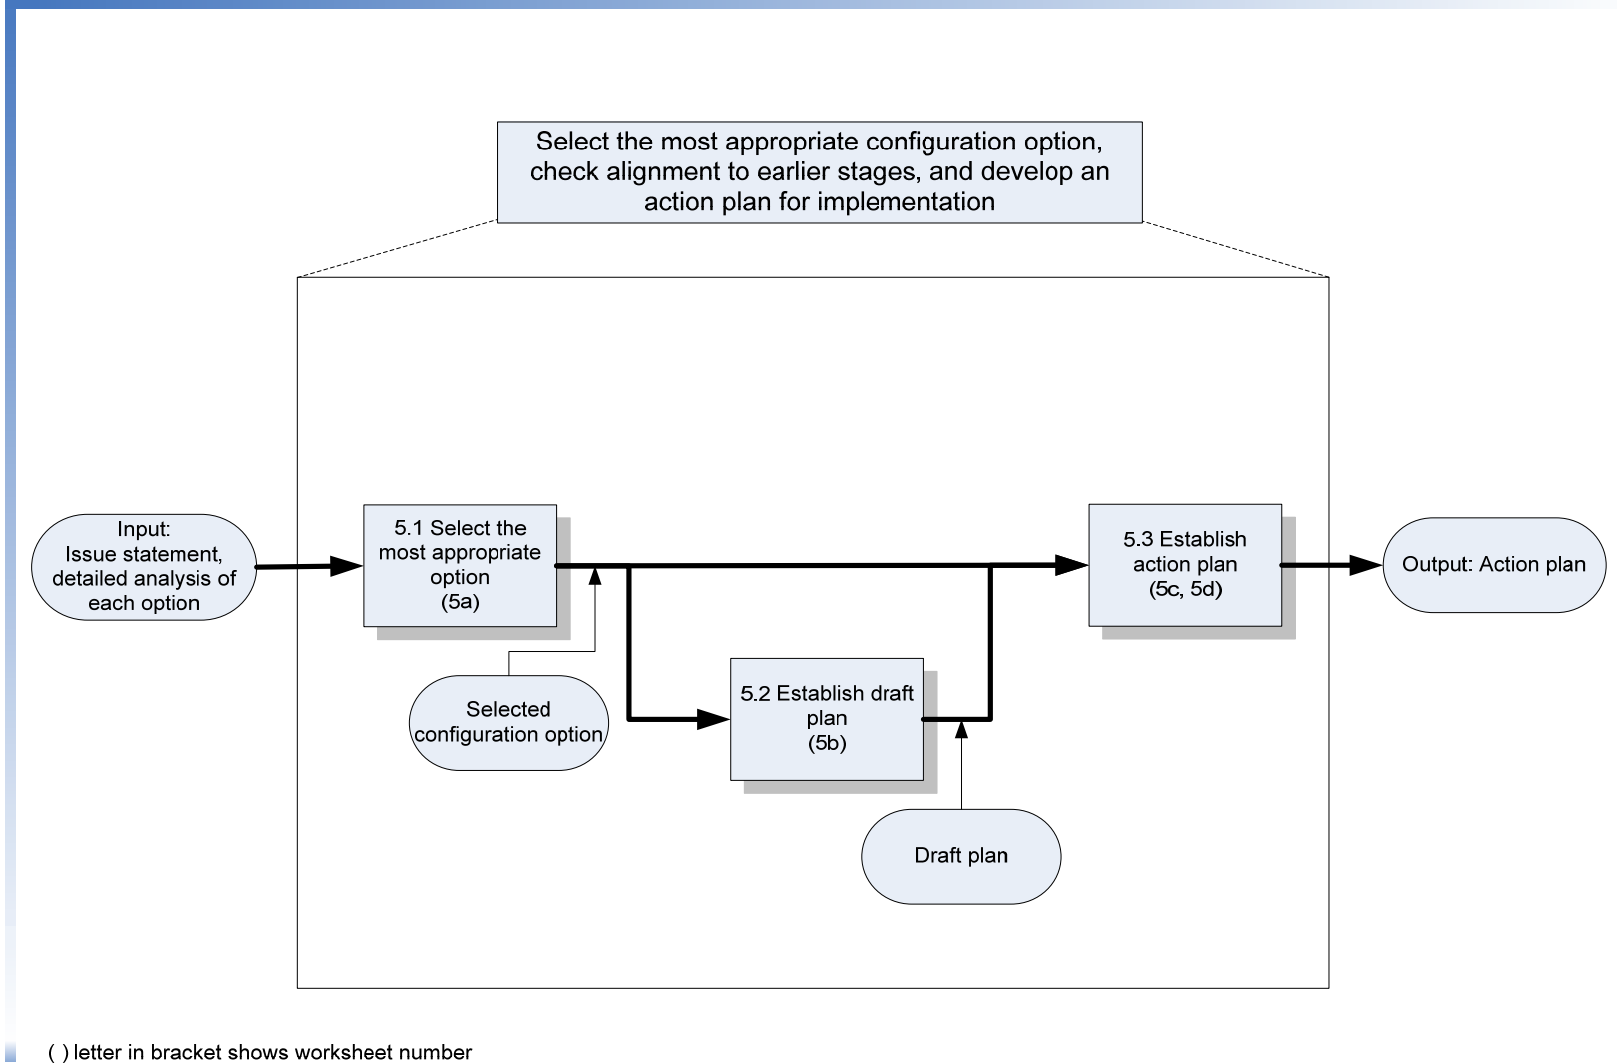 Select the most appropriate configuration option,
check alignment to earlier stages, and develop an
action plan for implementation
Input:
Issue statement,
detailed analysis of
each option
5.1 Select the
most appropriate
option
(5a)
5.3 Establish
action plan
(5c, 5d)
Output: Action plan
Selected
configuration option
5.2 Establish draft
plan
(5b)
Draft plan
( ) letter in bracket shows worksheet number